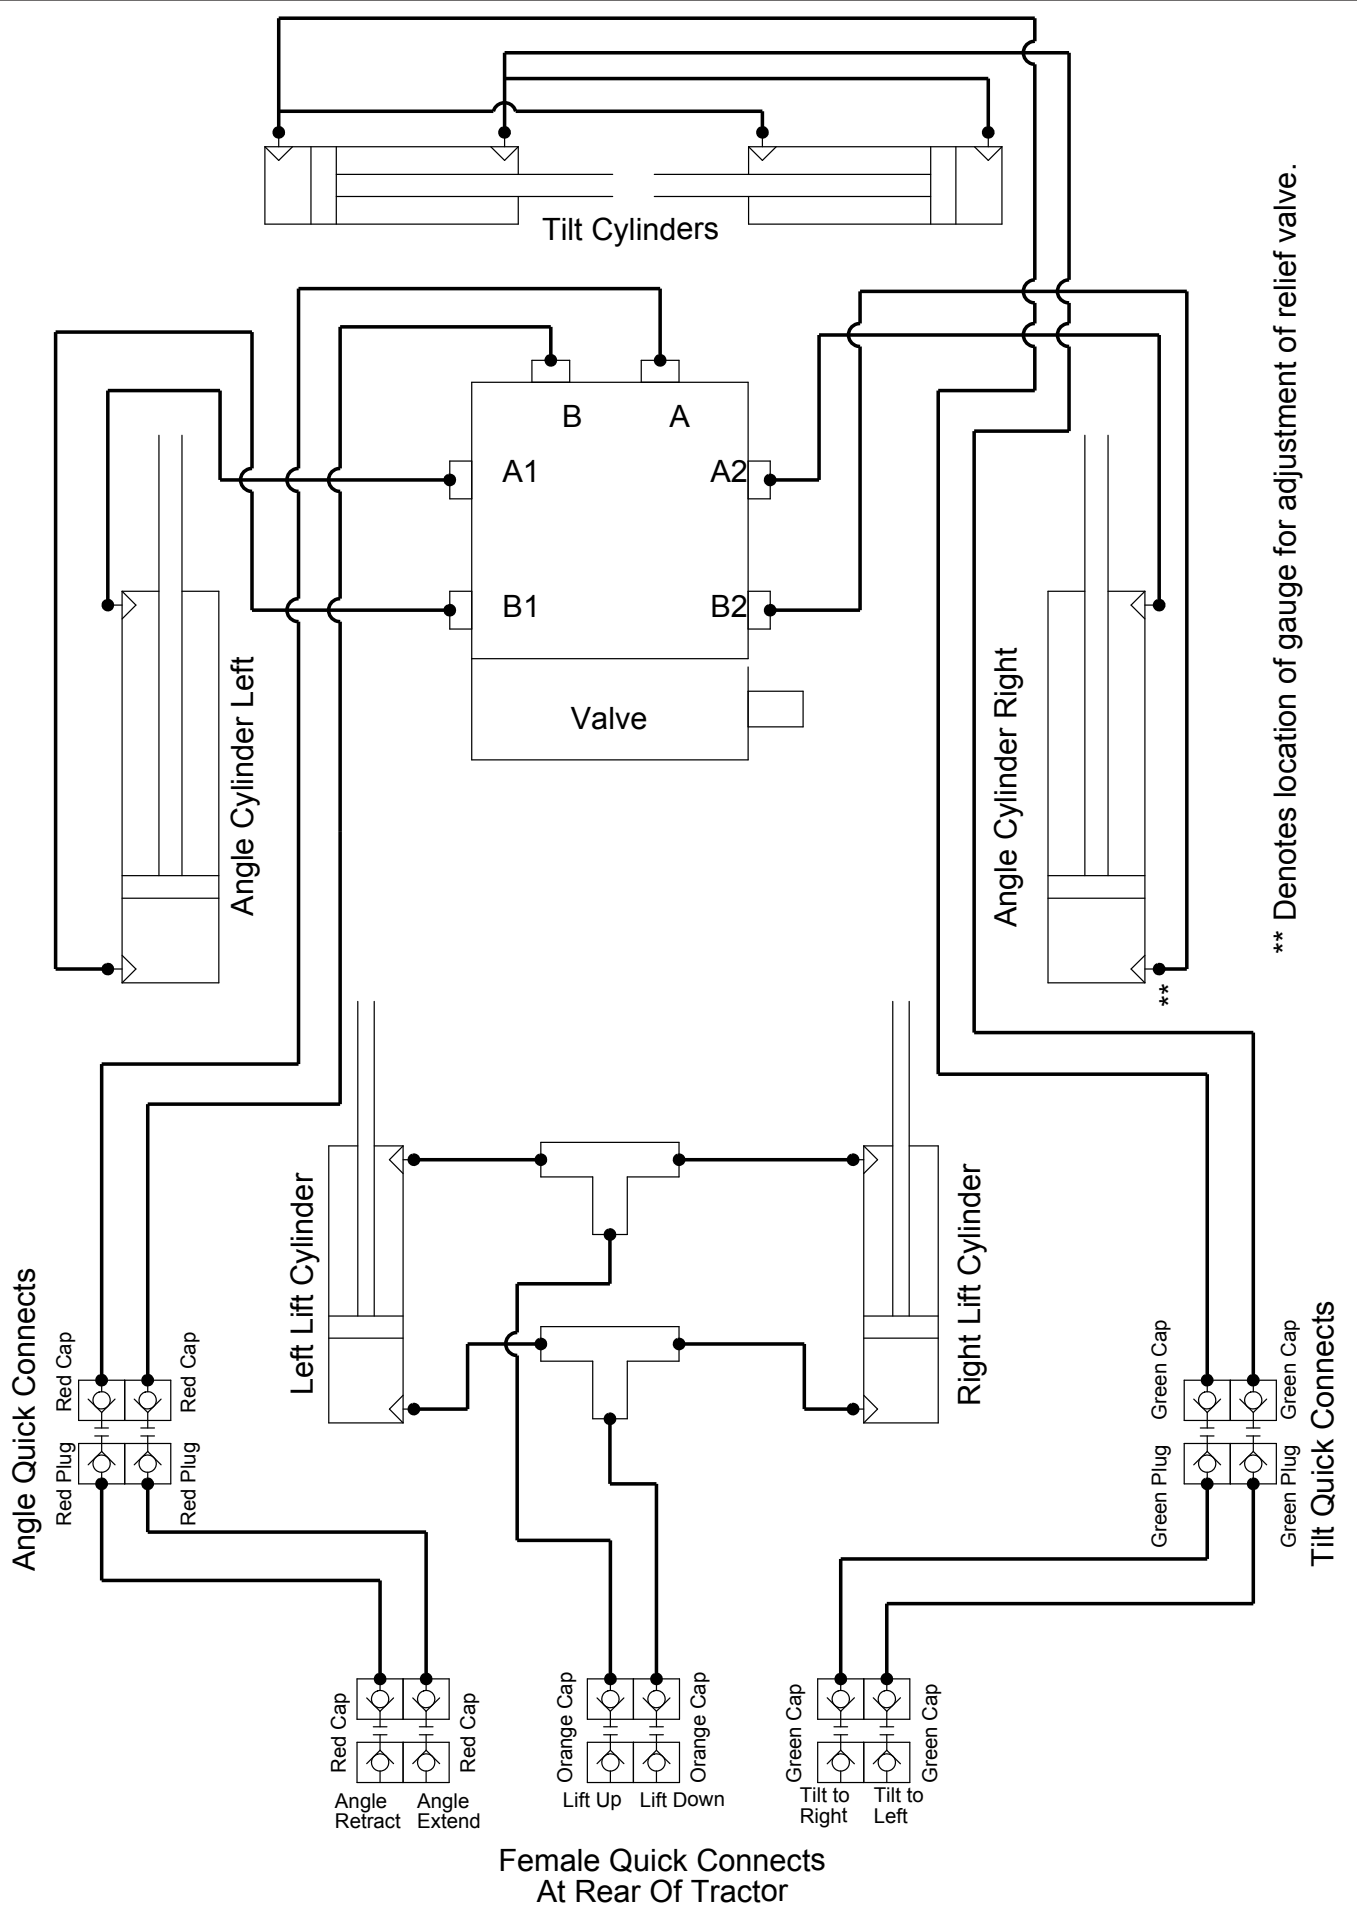 Tilt Cylinders
** Denotes location of gauge for adjustment of relief valve.
B
A
A1
A2
B1
B2
Valve
Angle Cylinder Left
Angle Cylinder Right
**
Left Lift Cylinder
Right Lift Cylinder
Angle Quick Connects
Red Cap
Red Cap
Red Plug
Red Plug
Green Cap
Green Cap
Green Plug
Green Plug
Tilt Quick Connects
Red Cap
Red Cap
Orange Cap
Orange Cap
Green Cap
Green Cap
Angle
Retract
Angle
Extend
Lift Up
Lift Down
Tilt to
Right
Tilt to
Left
Female Quick Connects
At Rear Of Tractor